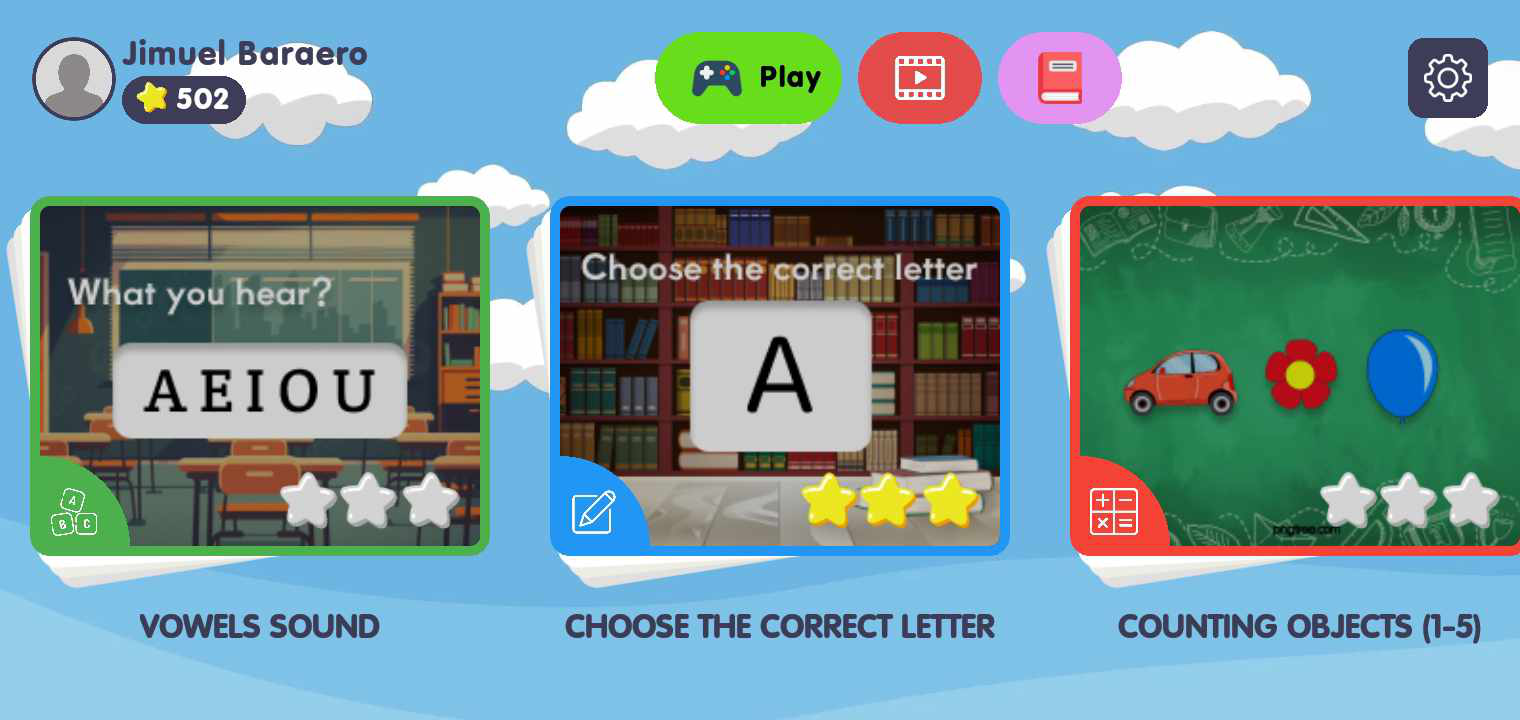 Jimuel Baraero
502
Play
What you hear?
A E I O U
A
B C
Choose the correct letter
A
pngtree.com
VOWELS SOUND
CHOOSE THE CORRECT LETTER
COUNTING OBJECTS (1-5)